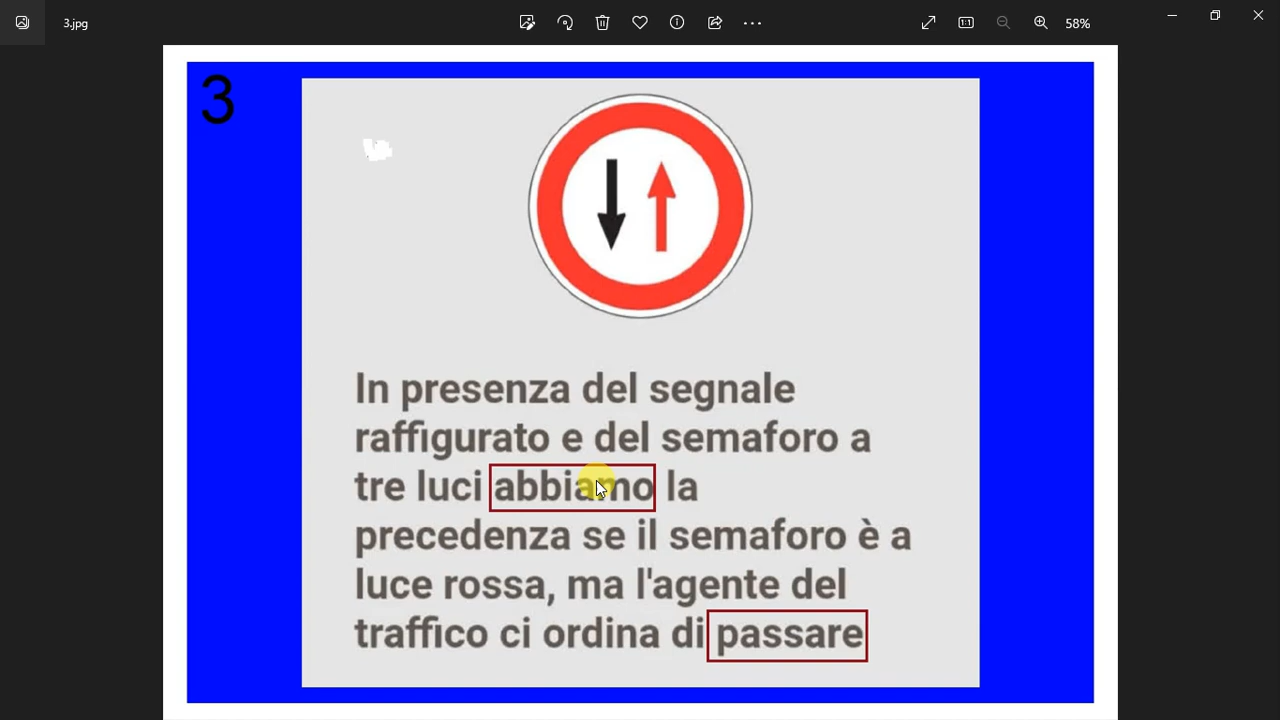 3.jpg
58%
3
In presenza del segnale
raffigurato e del semaforo a
tre luci abbiamo la
precedenza se il semaforo è a
luce rossa, ma l'agente del
traffico ci ordina di passare